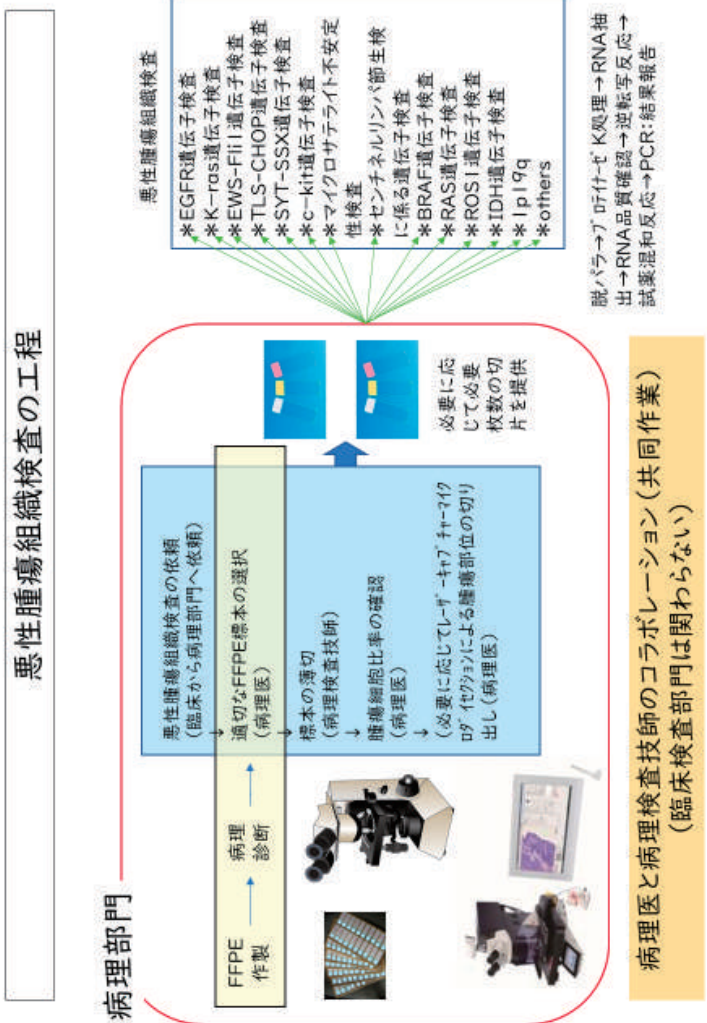 悪性腫瘍組織検査の工程
病理部門
FFPE
作製
病理
診断
悪性腫瘍組織検査の依頼
(臨床から病理部門へ依頼)
↓
適切なFFPE標本の選択
(病理医)
↓
標本の薄切
(病理検査技師)
↓
腫瘍細胞比率の確認
(病理医)
↓
(必要に応じてレーザーキャプチャーマイク
ロダイセクションによる腫瘍部位の切り
出し(病理医)
必要に応
じて必要
枚数の切
片を提供
悪性腫瘍組織検査
*EGFR遺伝子検査
*K-ras遺伝子検査
*EWS-Fli1遺伝子検査
*TLS-CHOP遺伝子検査
*SYT-SSX遺伝子検査
*c-kit遺伝子検査
*マイクロサテライト不安定
性検査
*センチネルリンパ節生検
に係る遺伝子検査
*BRAF遺伝子検査
*RAS遺伝子検査
*ROS1遺伝子検査
*IDH遺伝子検査
*1p19q
*others
脱パラ→プロテイナーゼK処理→RNA抽
出→RNA品質確認→逆転写反応→
試薬混和反応→PCR:結果報告
病理医と病理検査技師のコラボレーション(共同作業)
(臨床検査部門は関わらない)